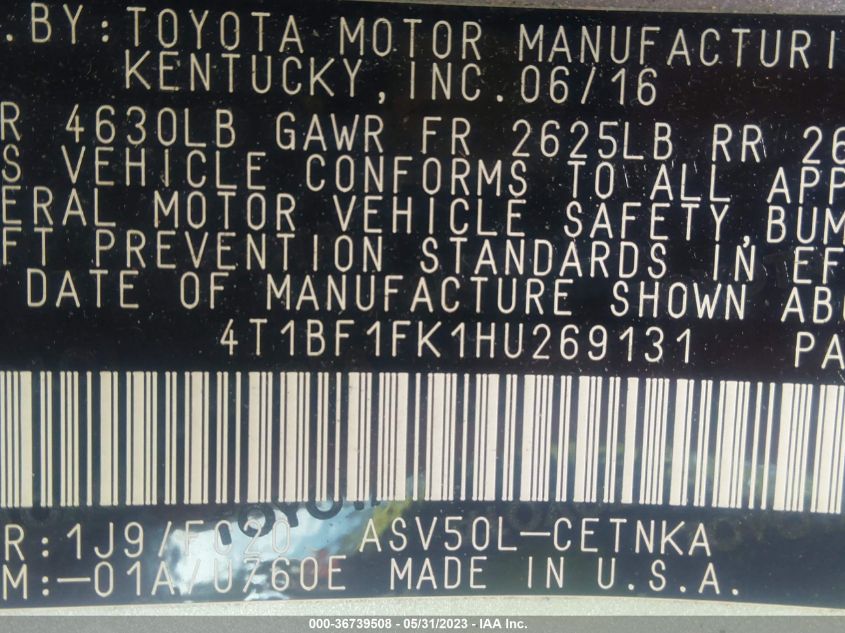 . BY: TOYOTA MOTOR MANUFACTURI
KENTUCKY, INC. 06/16
R 4630LB GAWR FR 2625LB RR 26
S VEHICLE CONFORMS TO ALL APP
ERAL MOTOR VEHICLE SAFETY, BUM
FT PREVENTION STANDARDS IN EF
DATE OF MANUFACTURE SHOWN ABO
4T1BF1FK1HU269131 PA
R: 1J9/FC20 ASV50L-CETNKA
M: -01A/U760E MADE IN U.S.A.
TOYOTA
000-36739508 - 05/31/2023 - IAA Inc.